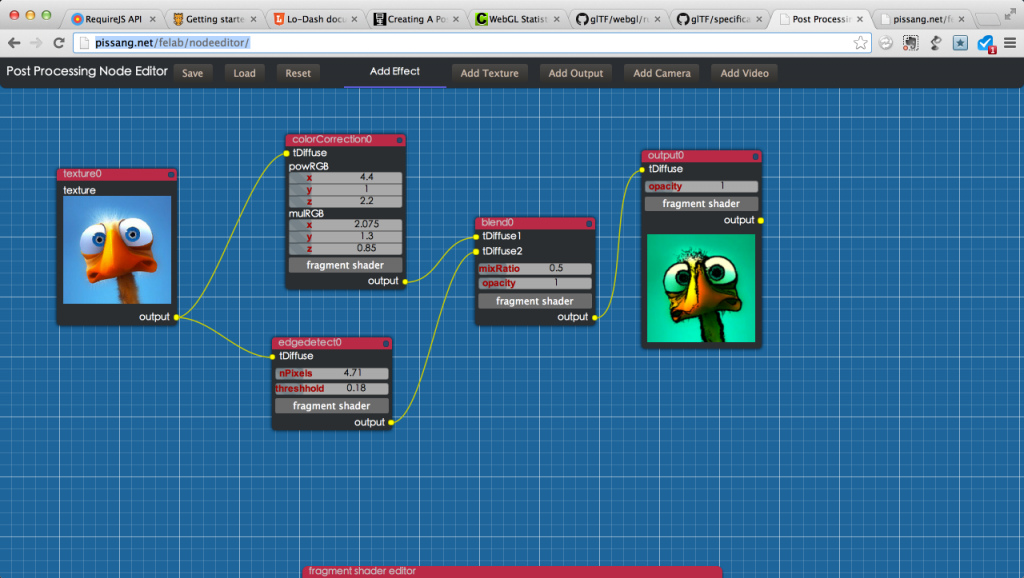 RequireJS API
Getting starte
Lo-Dash docu
Creating A Po
WebGL Statist
glTF/webgl/ru
glTF/specifica
Post Processin
pissang.net/fe
pissang.net/felab/nodeeditor/
1
Post Processing Node Editor
Save
Load
Reset
Add Effect
Add Texture
Add Output
Add Camera
Add Video
texture0
texture
output
colorCorrection0
tDiffuse
powRGB
x 4.4
y 1
z 2.2
mulRGB
x 2.075
y 1.3
z 0.85
fragment shader
output
edgedetect0
tDiffuse
nPixels 4.71
threshhold 0.18
fragment shader
output
blend0
tDiffuse1
tDiffuse2
mixRatio 0.5
opacity 1
fragment shader
output
output0
tDiffuse
opacity 1
fragment shader
output
fragment shader editor